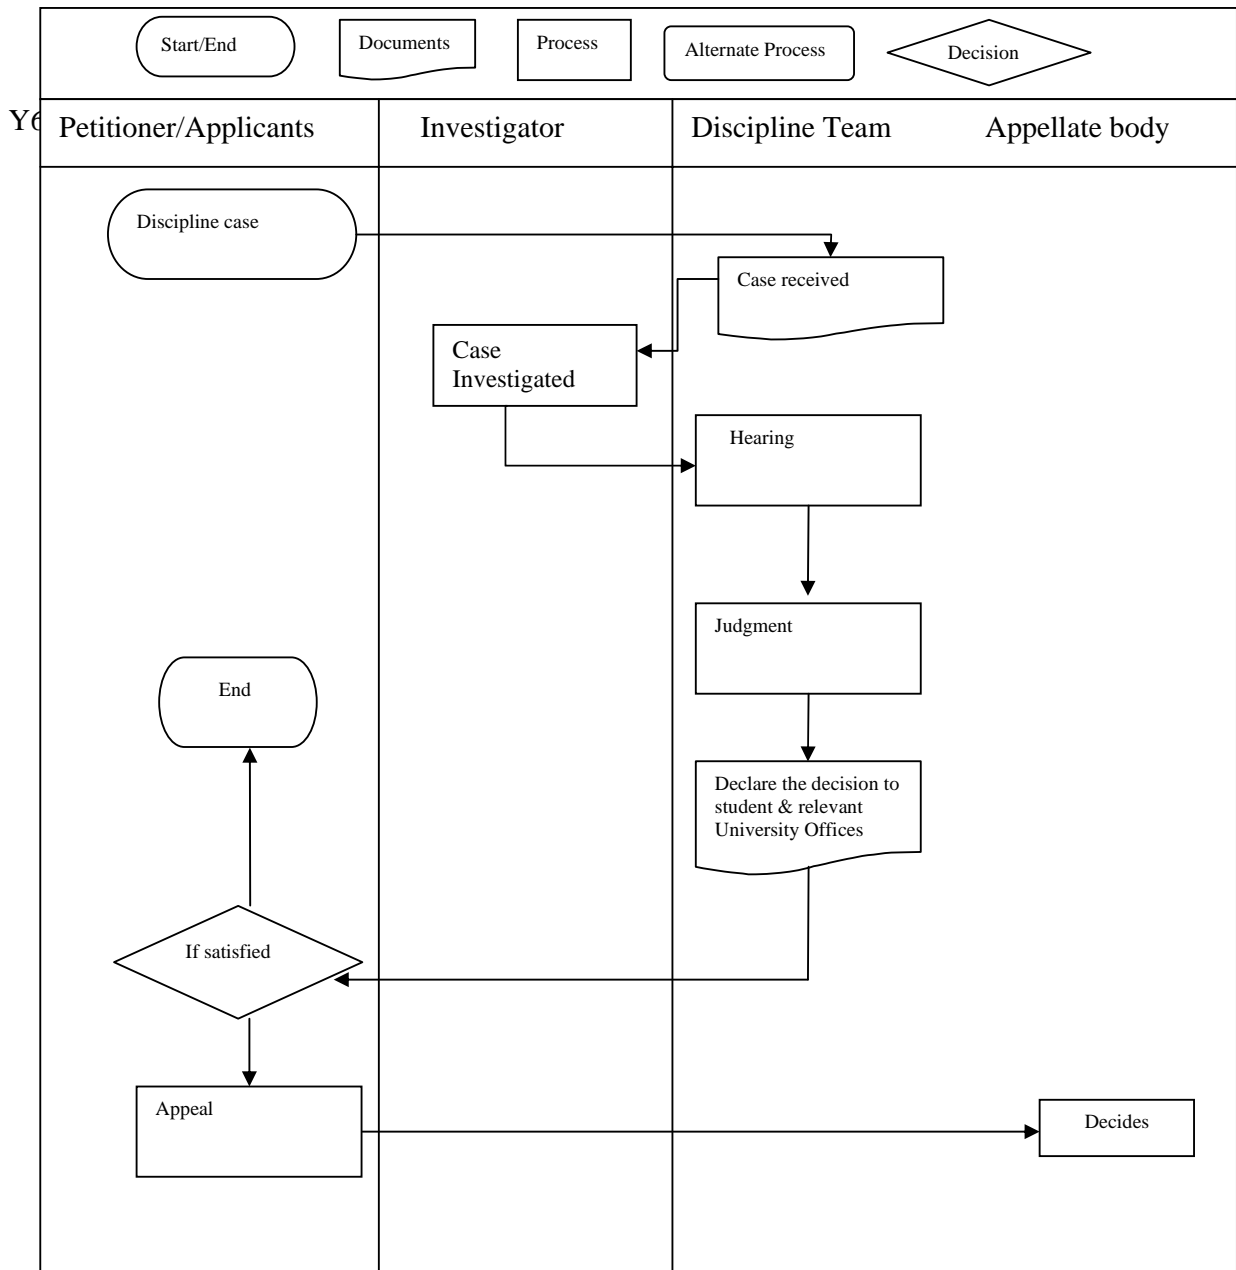 Start/End
Documents
Process
Alternate Process
Decision
Petitioner/Applicants
Investigator
Discipline Team
Appellate body
Discipline case
Case received
Case
Investigated
Hearing
Judgment
End
Declare the decision to
student & relevant
University Offices
If satisfied
Appeal
Decides